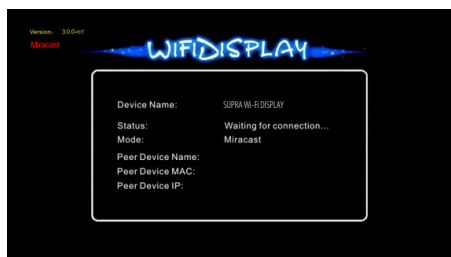 Version: 3.0.0-rc1
Miracast
WIFIDISPLAY
Device Name: SUPRA Wi-Fi DISPLAY
Status: Waiting for connection...
Mode: Miracast
Peer Device Name:
Peer Device MAC:
Peer Device IP: